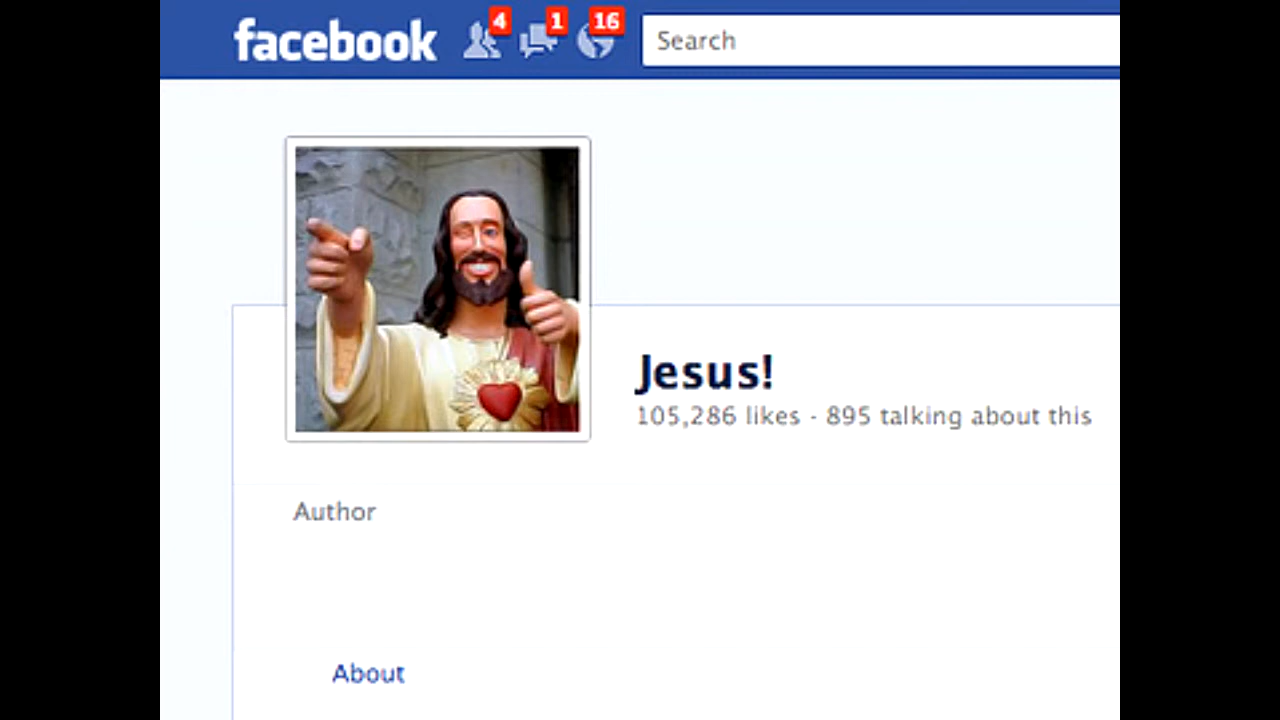 facebook 4 1 16 Search
Jesus!
105,286 likes - 895 talking about this
Author
About